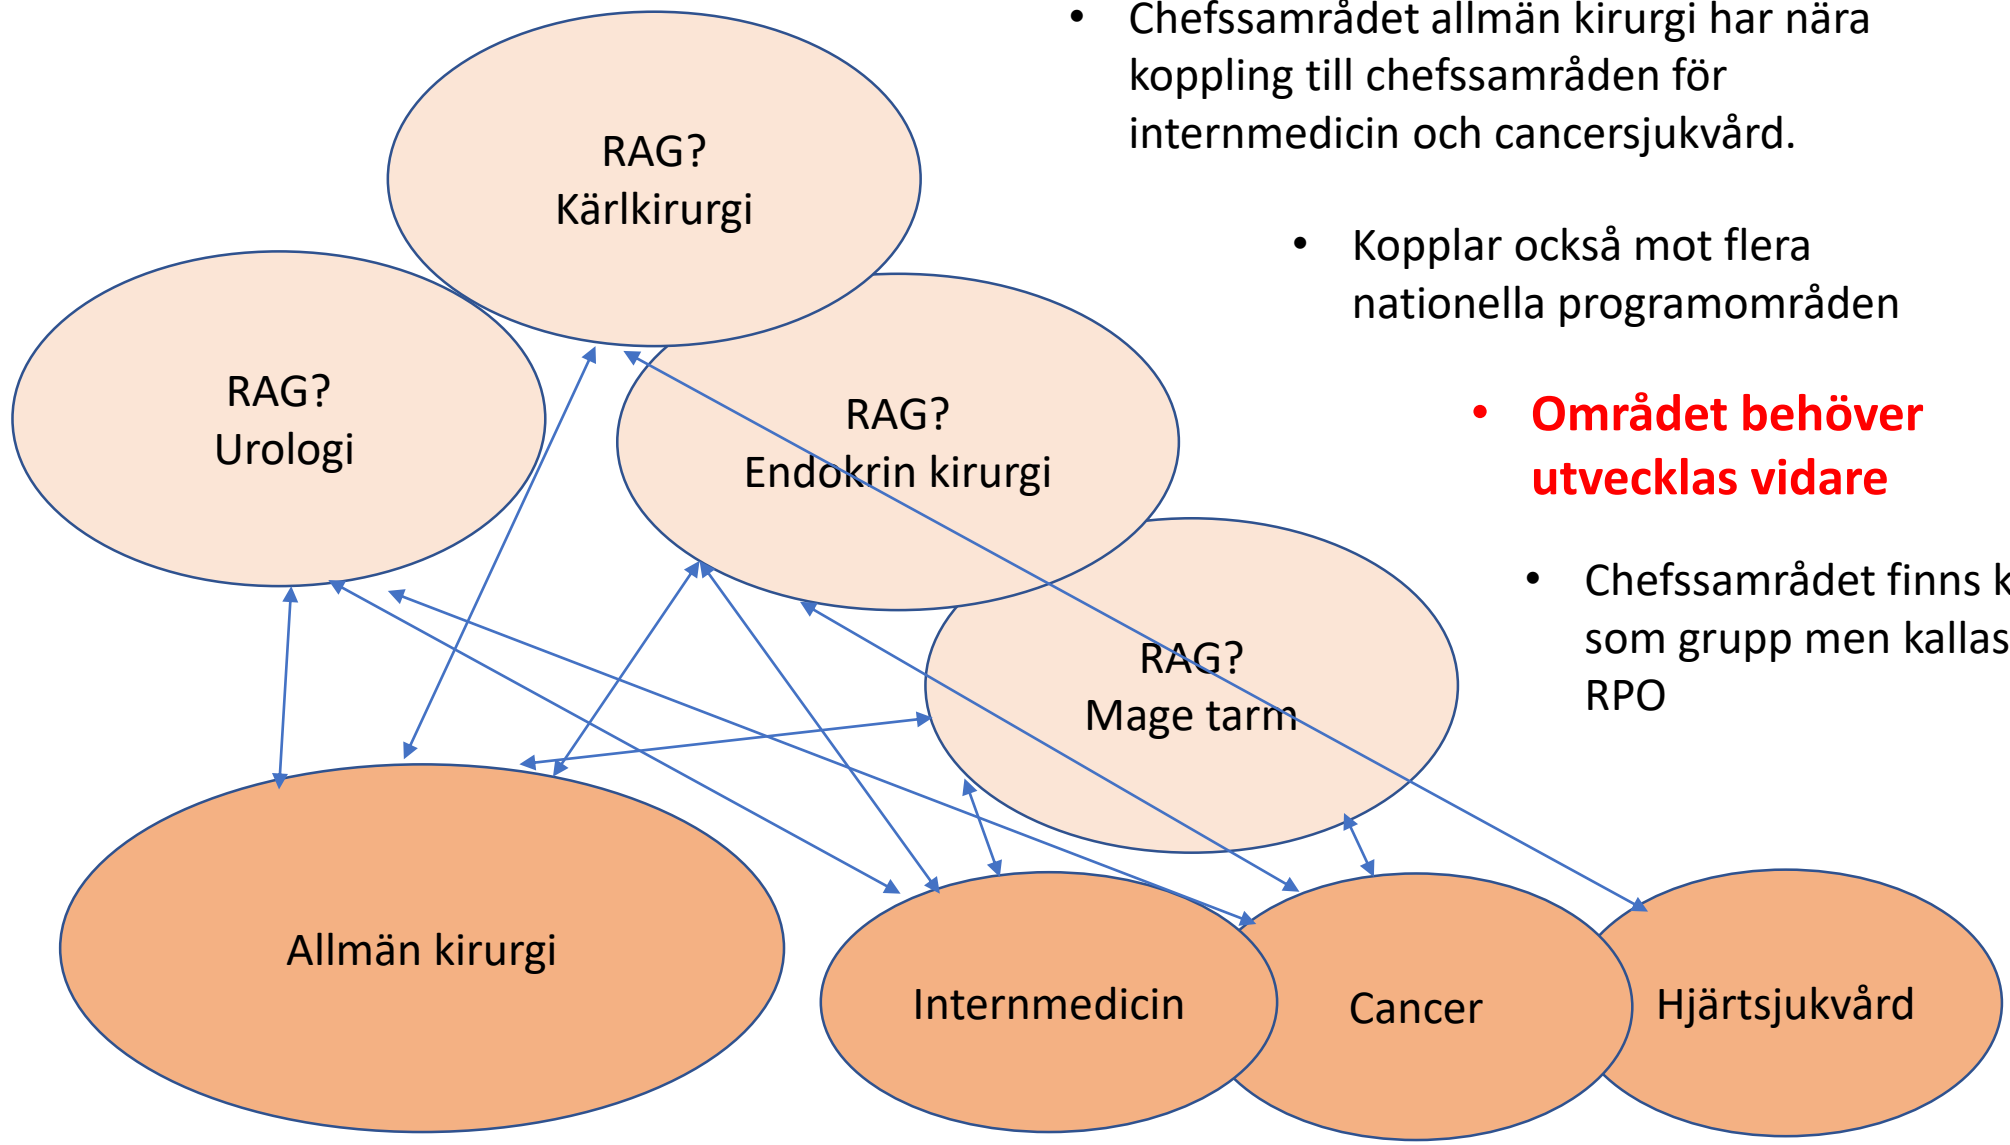 • Chefssamrådet allmän kirurgi har nära
koppling till chefssamråden för
internmedicin och cancersjukvård.
• Kopplar också mot flera
nationella programområden
• Området behöver
utvecklas vidare
• Chefssamrådet finns
som grupp men kallas
RPO
RAG?
Kärlkirurgi
RAG?
Urologi
RAG?
Endokrin kirurgi
RAG?
Mage tarm
Allmän kirurgi
Internmedicin
Cancer
Hjärtsjukvård